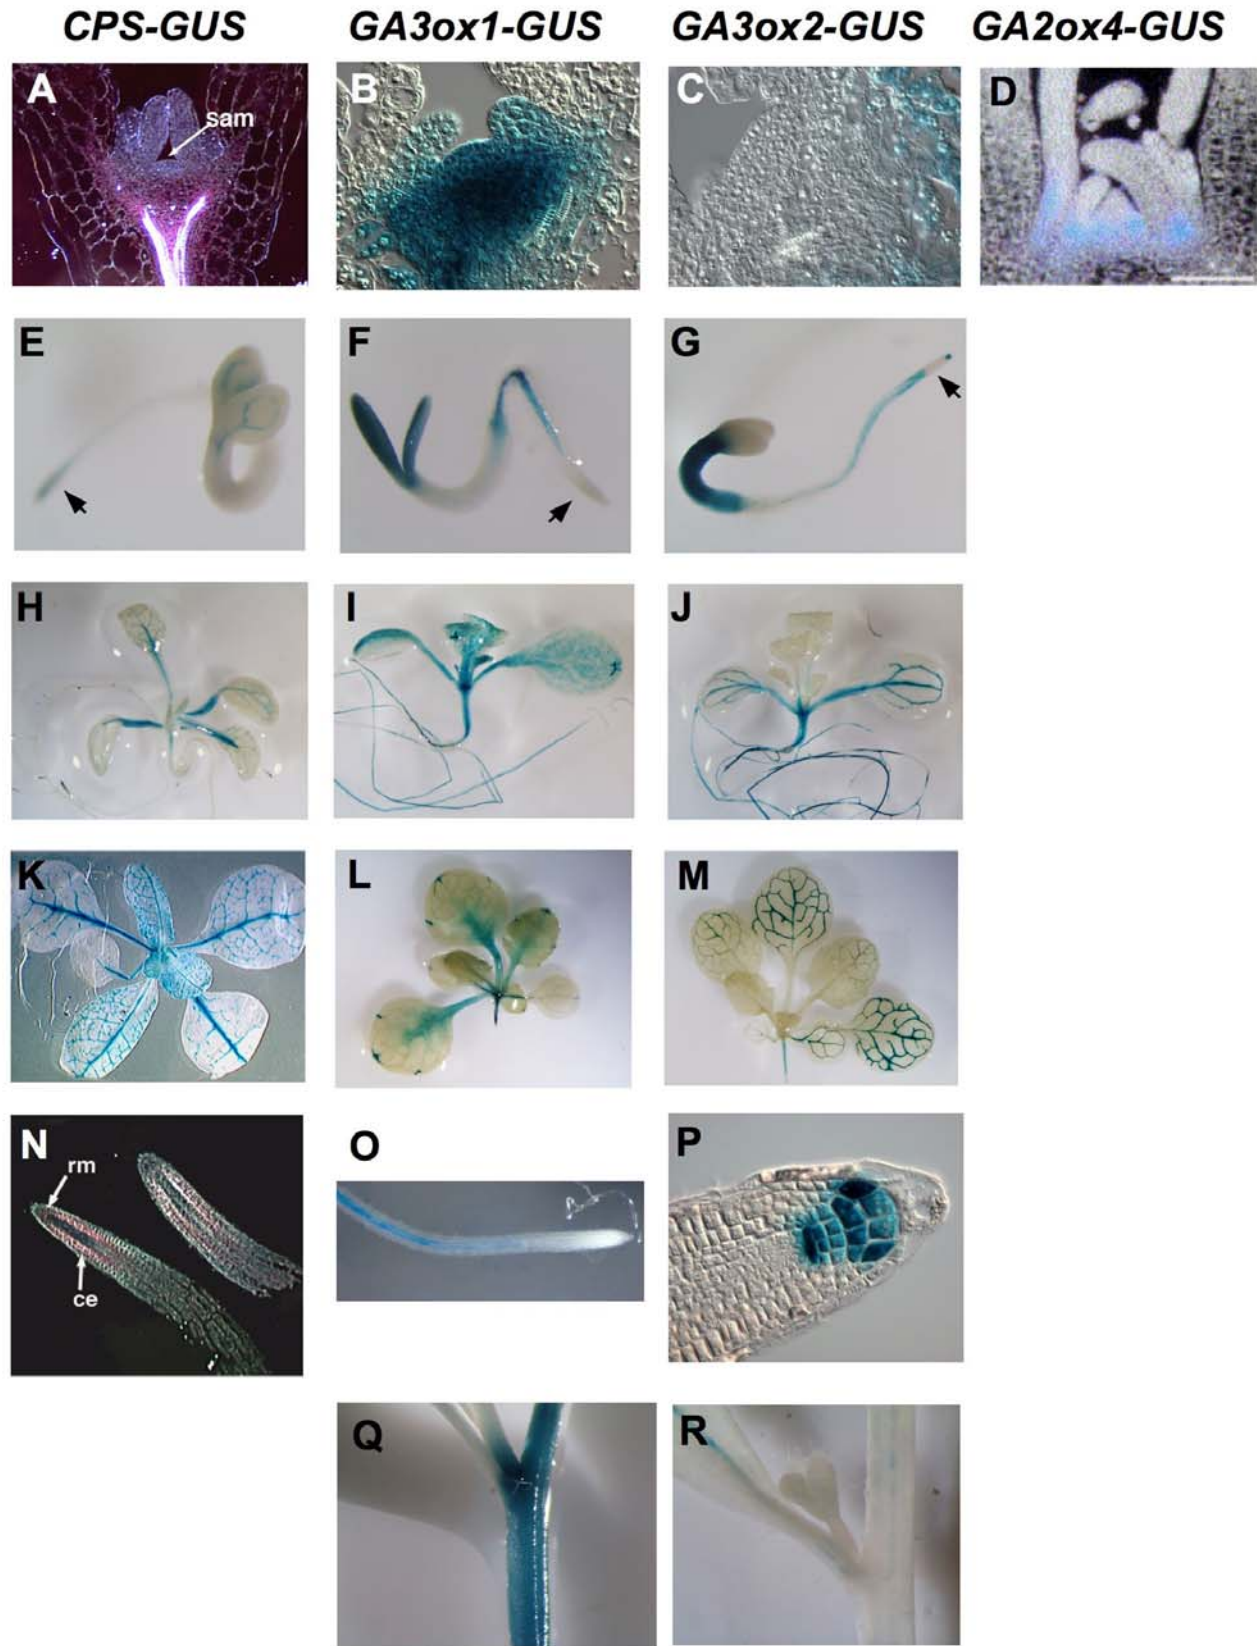 CPS-GUS GA3ox1-GUS GA3ox2-GUS GA2ox4-GUS
A sam B C D
E F G
H I J
K L M
N rm ce O P
Q R